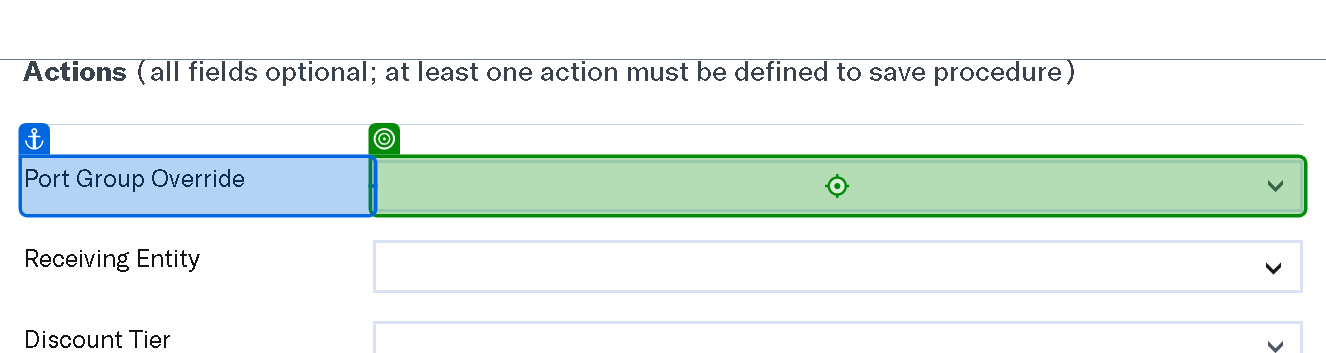 Actions (all fields optional; at least one action must be defined to save procedure)
Port Group Override
Receiving Entity
Discount Tier